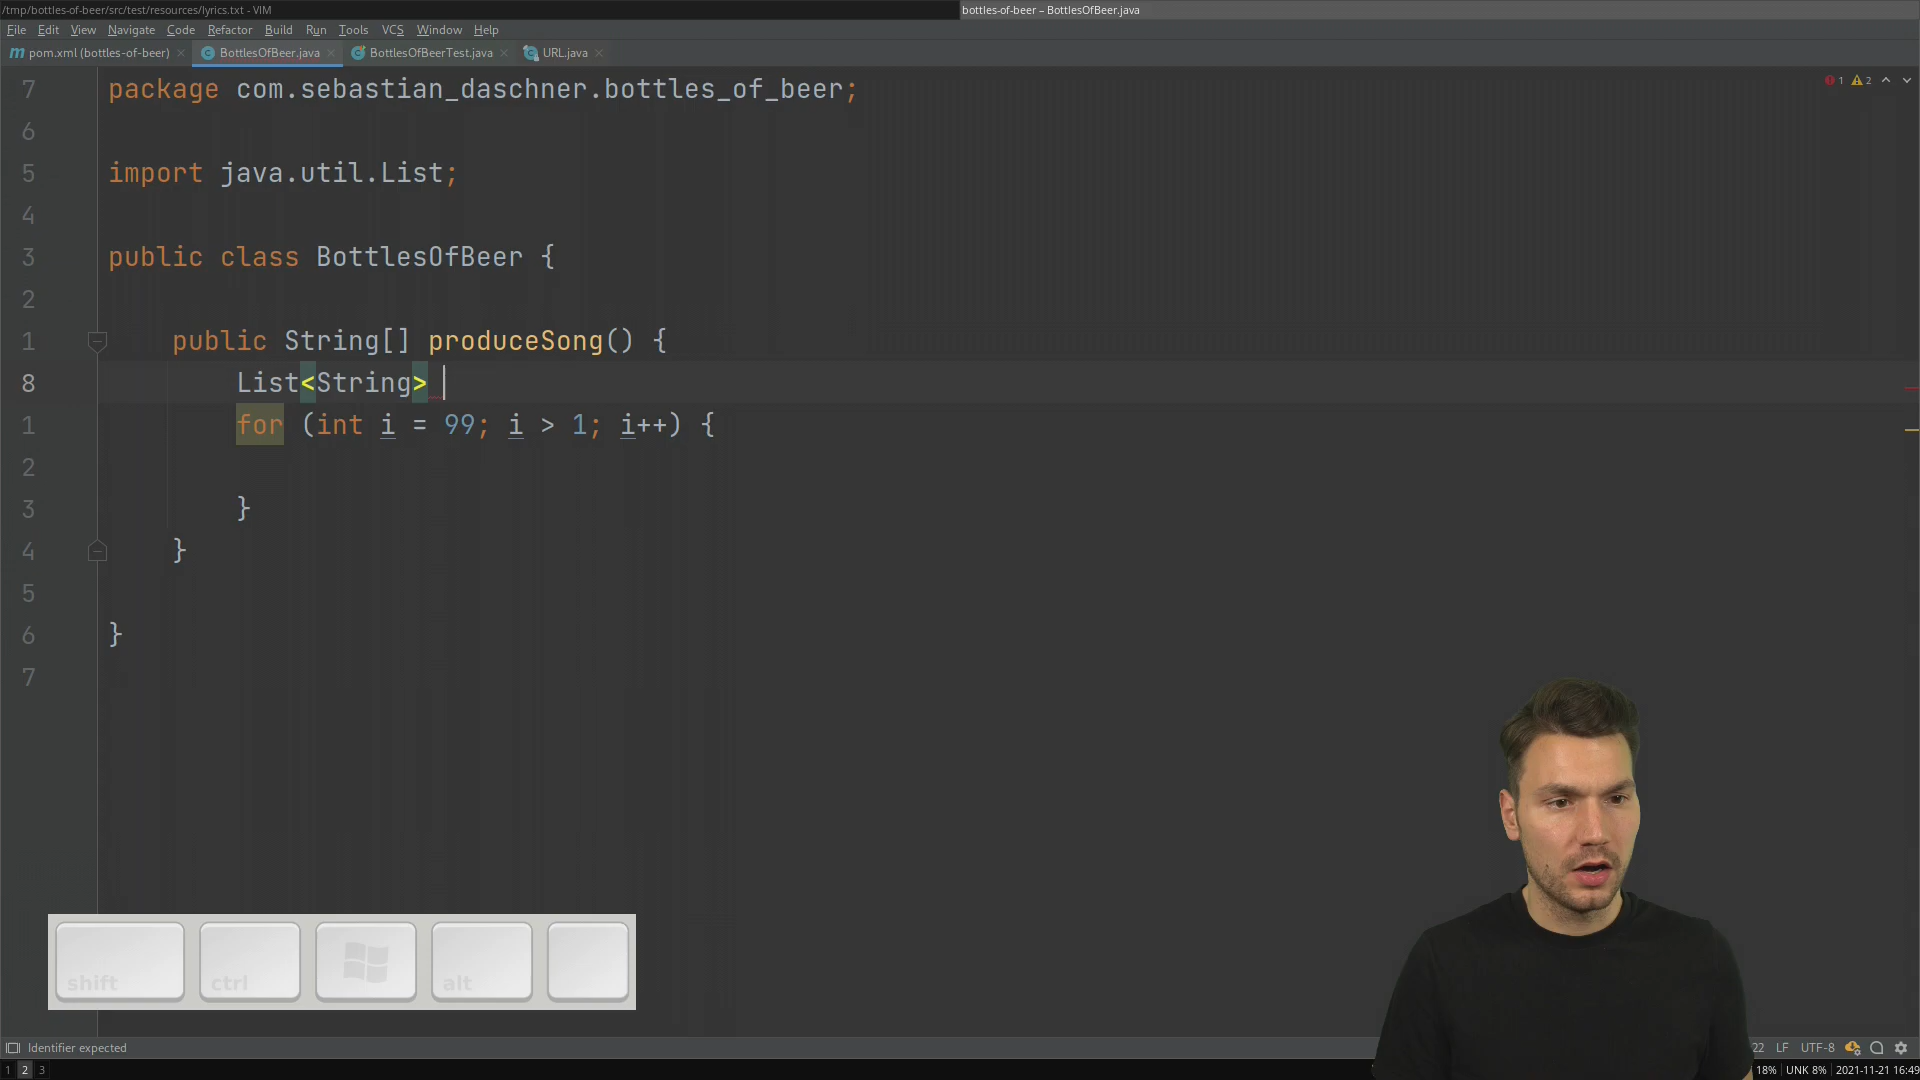 /tmp/bottles-of-beer/src/test/resources/lyrics.txt - VIM
bottles-of-beer – BottlesOfBeer.java
File Edit View Navigate Code Refactor Build Run Tools VCS Window Help
m pom.xml (bottles-of-beer) × C BottlesOfBeer.java × C BottlesOfBeerTest.java × C URL.java ×
1 2
7 package com.sebastian_daschner.bottles_of_beer;
6
5 import java.util.List;
4
3 public class BottlesOfBeer {
2
1 public String[] produceSong() {
8 List<String>
1 for (int i = 99; i > 1; i++) {
2
3 }
4 }
5
6 }
7
shift ctrl alt
Identifier expected
22 LF UTF-8
1 2 3
18% UNK 8% 2021-11-21 16:49